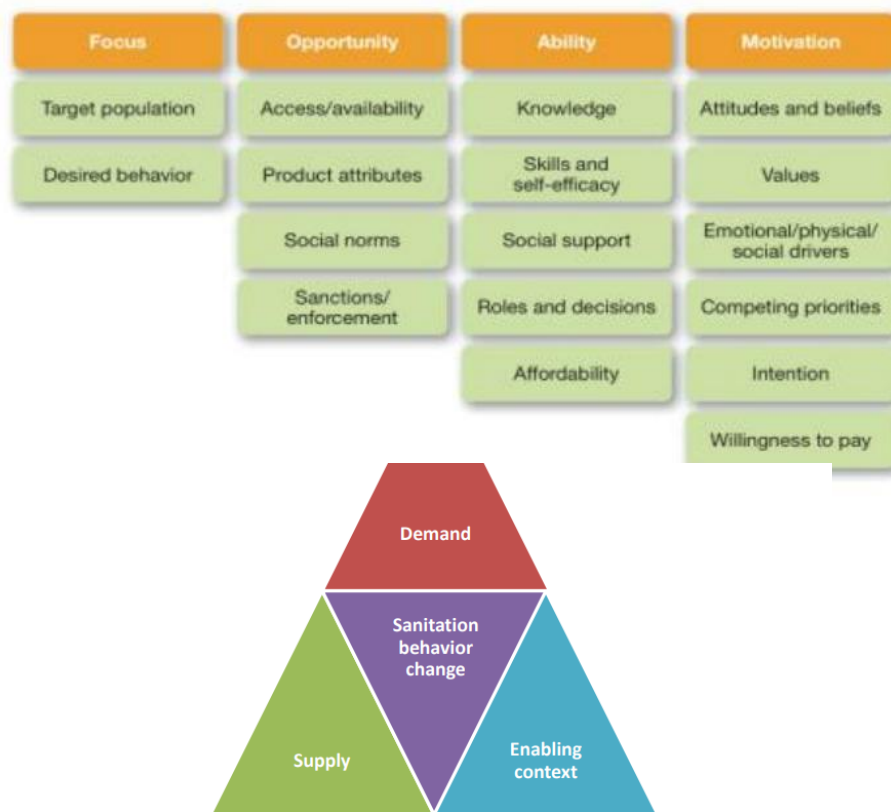 Focus
Opportunity
Ability
Motivation
Target population
Access/availability
Knowledge
Attitudes and beliefs
Desired behavior
Product attributes
Skills and
self-efficacy
Values
Social norms
Social support
Emotional/physical/
social drivers
Sanctions/
enforcement
Roles and decisions
Competing priorities
Affordability
Intention
Willingness to pay
Demand
Sanitation
behavior
change
Supply
Enabling
context